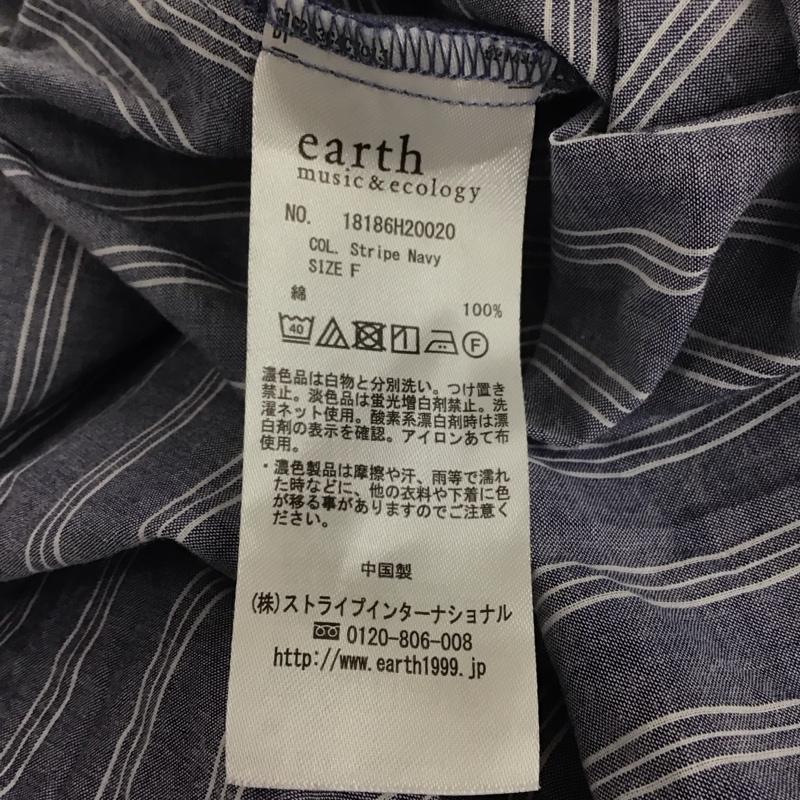 earth
music & ecology
NO. 18186H20020
COL. Stripe Navy
SIZE F
綿 100%
40 F
濃色品は白物と分別洗い。つけ置き
禁止。淡色品は蛍光増白剤禁止。洗
濯ネット使用。酸素系漂白剤時は漂
白剤の表示を確認。アイロンあて布
使用。
・濃色製品は摩擦や汗、雨等で濡れ
た時などに、他の衣料や下着に色
が移る事がありますのでご注意く
ださい。
中国製
(株)ストライプインターナショナル
0120-806-008
http://www.earth1999.jp